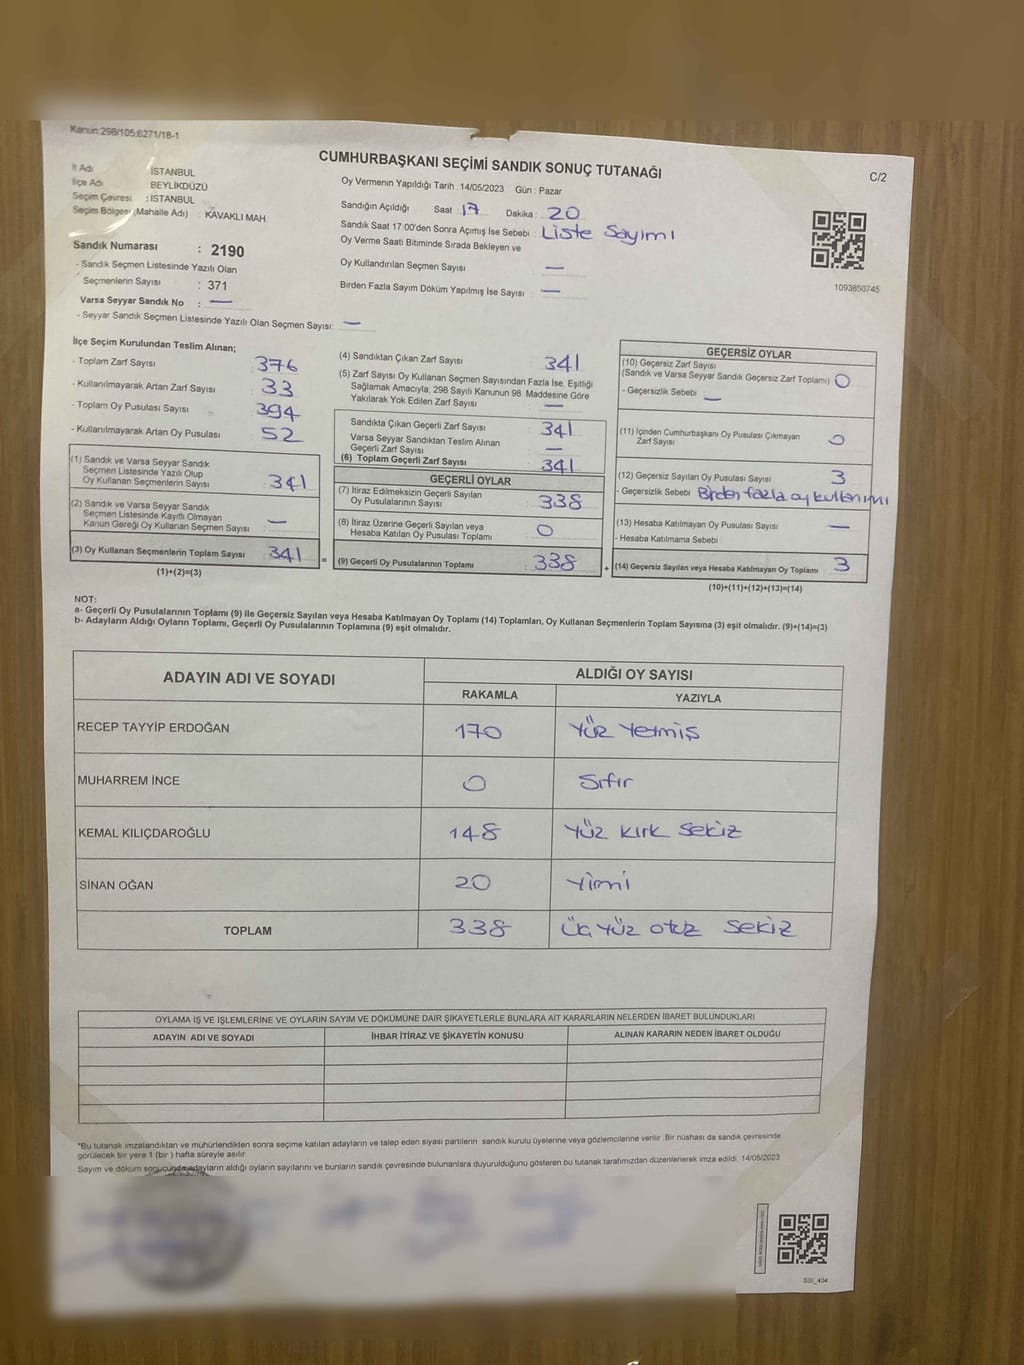 Kanun:298/105;6271/18-1
CUMHURBAŞKANI SEÇİMİ SANDIK SONUÇ TUTANAĞI
C/2
İl Adı : İSTANBUL
İlçe Adı : BEYLİKDÜZÜ
Seçim Çevresi : İSTANBUL
Seçim Bölgesi (Mahalle Adı) : KAVAKLI MAH
Sandık Numarası : 2190
- Sandık Seçmen Listesinde Yazılı Olan
Seçmenlerin Sayısı : 371
Varsa Seyyar Sandık No : —
- Seyyar Sandık Seçmen Listesinde Yazılı Olan Seçmen Sayısı: —
Oy Vermenin Yapıldığı Tarih : 14/05/2023 Gün : Pazar
Sandığın Açıldığı Saat : 17 Dakika : 20
Sandık Saat 17:00'den Sonra Açımış İse Sebebi : Liste Sayımı
Oy Verme Saati Bitiminde Sırada Bekleyen ve
Oy Kullandırılan Seçmen Sayısı —
Birden Fazla Sayım Döküm Yapılmış İse Sayısı : —
1093850745
İlçe Seçim Kurulundan Teslim Alınan;
- Toplam Zarf Sayısı 376
- Kullanılmayarak Artan Zarf Sayısı 33
- Toplam Oy Pusulası Sayısı 394
- Kullanılmayarak Artan Oy Pusulası 52
(1) Sandık ve Varsa Seyyar Sandık
Seçmen Listesinde Yazılı Olup
Oy Kullanan Seçmenlerin Sayısı : 341
(2) Sandık ve Varsa Seyyar Sandık
Seçmen Listesinde Kayıtlı Olmayan
Kanun Gereği Oy Kullanan Seçmen Sayısı : —
(3) Oy Kullanan Seçmenlerin Toplam Sayısı : 341
(1)+(2)=(3)
(4) Sandıktan Çıkan Zarf Sayısı : 341
(5) Zarf Sayısı Oy Kullanan Seçmen Sayısından Fazla İse, Eşitliği
Sağlamak Amacıyla; 298 Sayılı Kanunun 98. Maddesine Göre
Yakılarak Yok Edilen Zarf Sayısı : —
Sandıkta Çıkan Geçerli Zarf Sayısı : 341
Varsa Seyyar Sandıktan Teslim Alınan
Geçerli Zarf Sayısı : —
(6) Toplam Geçerli Zarf Sayısı : 341
GEÇERLİ OYLAR
(7) İtiraz Edilmeksizin Geçerli Sayılan
Oy Pusulalarının Sayısı : 338
(8) İtiraz Üzerine Geçerli Sayılan veya
Hesaba Katılan Oy Pusulası Toplamı : 0
(9) Geçerli Oy Pusulalarının Toplamı : 338
GEÇERSİZ OYLAR
(10) Geçersiz Zarf Sayısı
(Sandık ve Varsa Seyyar Sandık Geçersiz Zarf Toplamı) : 0
- Geçersizlik Sebebi : —
(11) İçinden Cumhurbaşkanı Oy Pusulası Çıkmayan
Zarf Sayısı : 0
(12) Geçersiz Sayılan Oy Pusulası Sayısı : 3
- Geçersizlik Sebebi : Birden fazla oy kullanımı
(13) Hesaba Katılmayan Oy Pusulası Sayısı : —
- Hesaba Katılmama Sebebi
(14) Geçersiz Sayılan veya Hesaba Katılmayan Oy Toplamı : 3
(10)+(11)+(12)+(13)=(14)
NOT:
a- Geçerli Oy Pusulalarının Toplamı (9) ile Geçersiz Sayılan veya Hesaba Katılmayan Oy Toplamı (14) Toplamları, Oy Kullanan Seçmenlerin Toplam Sayısına (3) eşit olmalıdır. (9)+(14)=(3)
b- Adayların Aldığı Oyların Toplamı, Geçerli Oy Pusulalarının Toplamına (9) eşit olmalıdır.
ADAYIN ADI VE SOYADI ALDIĞI OY SAYISI
RAKAMLA YAZIYLA
RECEP TAYYİP ERDOĞAN 170 Yüz Yetmiş
MUHARREM İNCE 0 Sıfır
KEMAL KILIÇDAROĞLU 148 Yüz kırk Sekiz
SİNAN OĞAN 20 Yirmi
TOPLAM 338 Üç Yüz otuz Sekiz
OYLAMA İŞ VE İŞLEMLERİNE VE OYLARIN SAYIM VE DÖKÜMÜNE DAİR ŞİKAYETLERLE BUNLARA AİT KARARLARIN NELERDEN İBARET BULUNDUKLARI
ADAYIN ADI VE SOYADI İHBAR İTİRAZ VE ŞİKAYETİN KONUSU ALINAN KARARIN NEDEN İBARET OLDUĞU
*Bu tutanak imzalandıktan ve mühürlendikten sonra seçime katılan adayların ve talep eden siyasi partilerin sandık kurulu üyelerine veya gözlemcilerine verilir. Bir nüshası da sandık çevresinde
görülecek bir yere 1 (bir) hafta süreyle asılır.
Sayım ve döküm sonucunda adayların aldığı oyların sayılarını ve bunların sandık çevresinde bulunanlara duyurulduğunu gösteren bu tutanak tarafımızdan düzenlenerek imza edildi. 14/05/2023